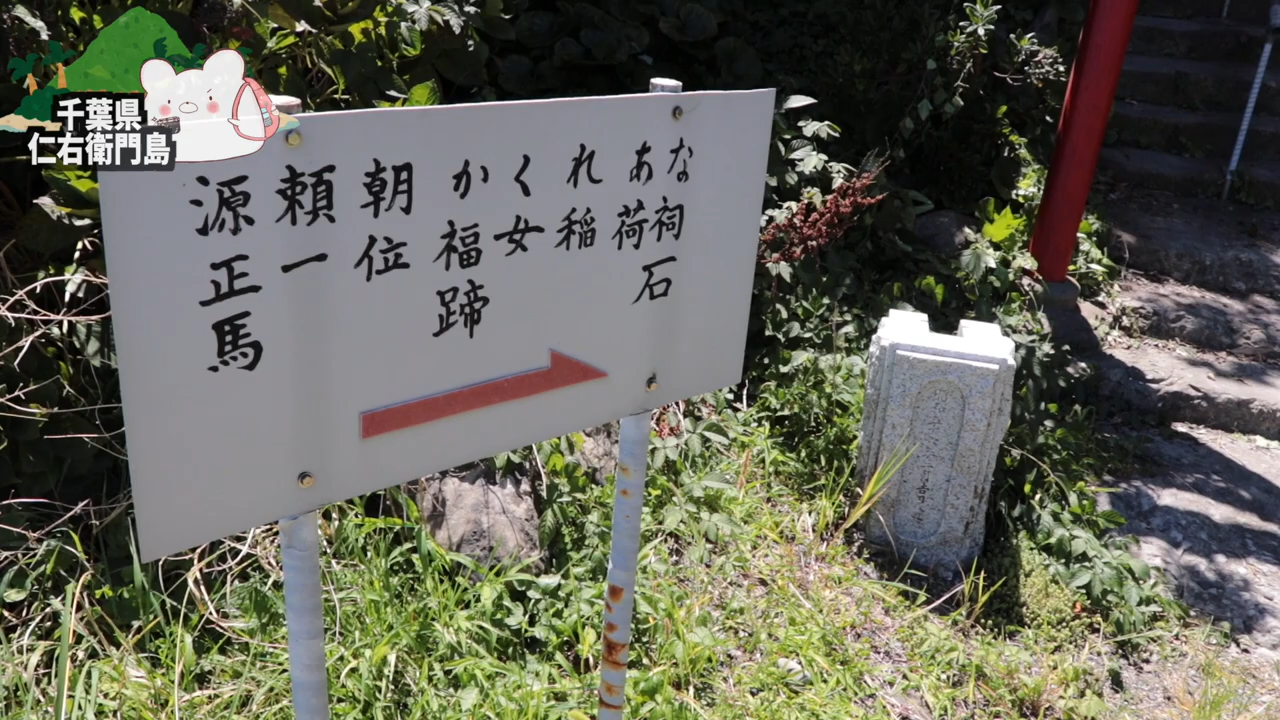 千葉県
仁右衛門島
源頼朝かくれあな
正一位福女稲荷祠
馬蹄石